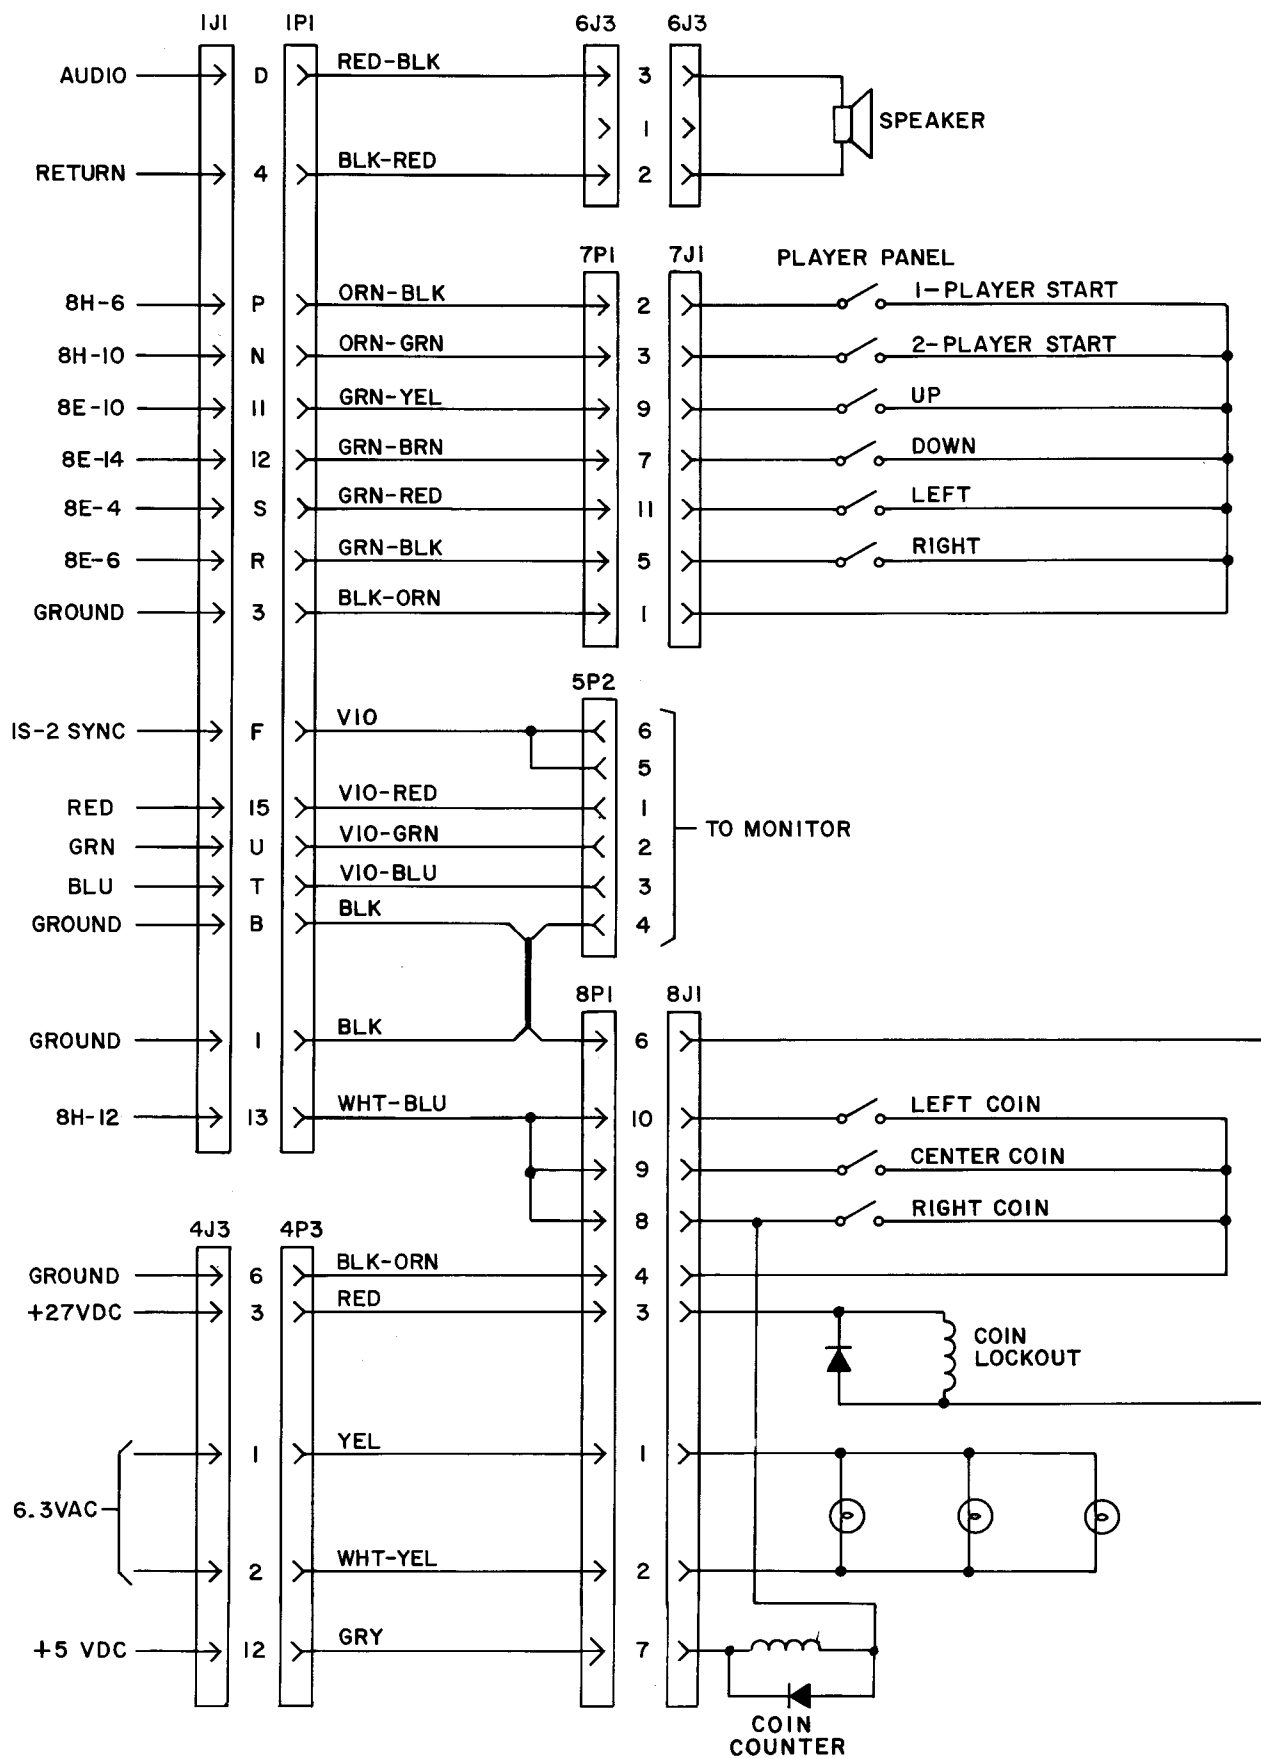 1J1 1P1 6J3 6J3
AUDIO D RED-BLK 3
1 SPEAKER
RETURN 4 BLK-RED 2
7P1 7J1 PLAYER PANEL
8H-6 P ORN-BLK 2 1-PLAYER START
8H-10 N ORN-GRN 3 2-PLAYER START
8E-10 11 GRN-YEL 9 UP
8E-14 12 GRN-BRN 7 DOWN
8E-4 S GRN-RED 11 LEFT
8E-6 R GRN-BLK 5 RIGHT
GROUND 3 BLK-ORN 1
5P2
1S-2 SYNC F VIO 6
5
RED 15 VIO-RED 1
TO MONITOR
GRN U VIO-GRN 2
BLU T VIO-BLU 3
GROUND B BLK 4
8P1 8J1
GROUND 1 BLK 6
8H-12 13 WHT-BLU 10 LEFT COIN
9 CENTER COIN
8 RIGHT COIN
4J3 4P3
GROUND 6 BLK-ORN 4
+27VDC 3 RED 3
COIN
LOCKOUT
1 YEL 1
6.3VAC
2 WHT-YEL 2
+5 VDC 12 GRY 7
COIN
COUNTER